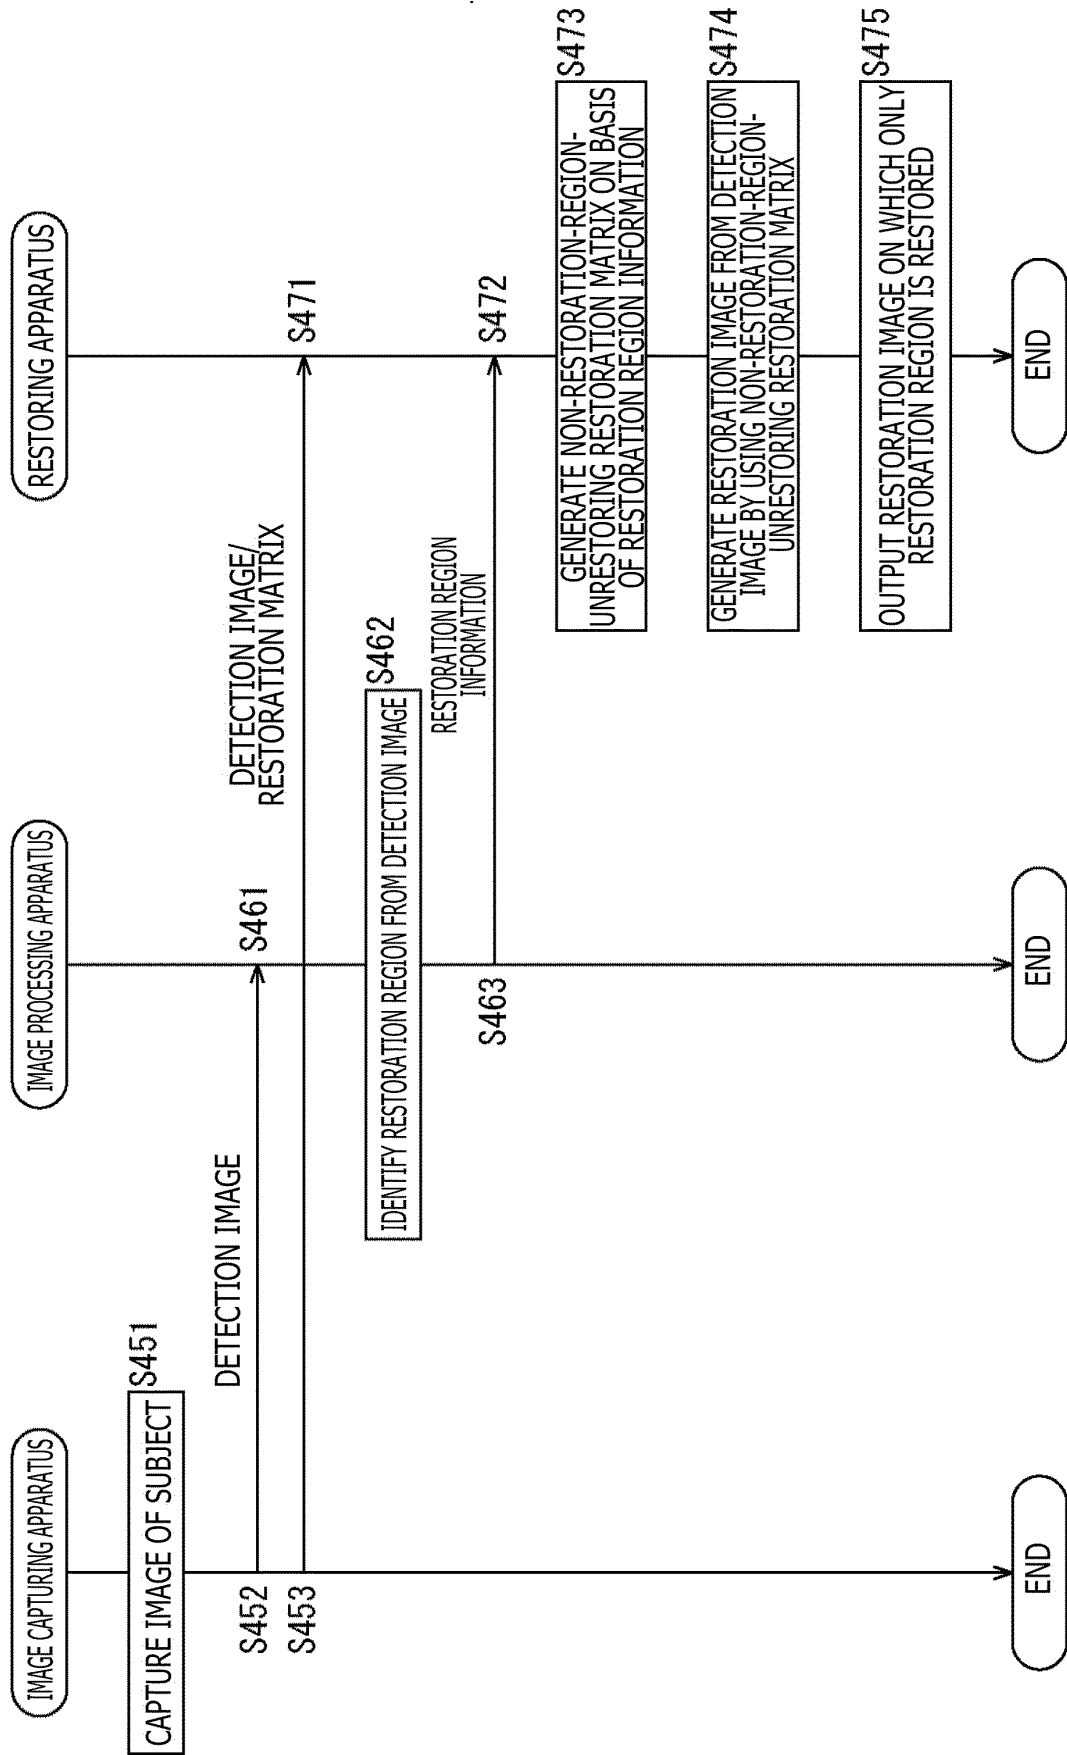 IMAGE CAPTURING APPARATUS
IMAGE PROCESSING APPARATUS
RESTORING APPARATUS
CAPTURE IMAGE OF SUBJECT
S451
DETECTION IMAGE
S452
S461
DETECTION IMAGE/
RESTORATION MATRIX
S453
S471
S462
IDENTIFY RESTORATION REGION FROM DETECTION IMAGE
RESTORATION REGION
INFORMATION
S463
S472
S473
GENERATE NON-RESTORATION-REGION-
UNRESTORING RESTORATION MATRIX ON BASIS
OF RESTORATION REGION INFORMATION
S474
GENERATE RESTORATION IMAGE FROM DETECTION
IMAGE BY USING NON-RESTORATION-REGION-
UNRESTORING RESTORATION MATRIX
S475
OUTPUT RESTORATION IMAGE ON WHICH ONLY
RESTORATION REGION IS RESTORED
END
END
END